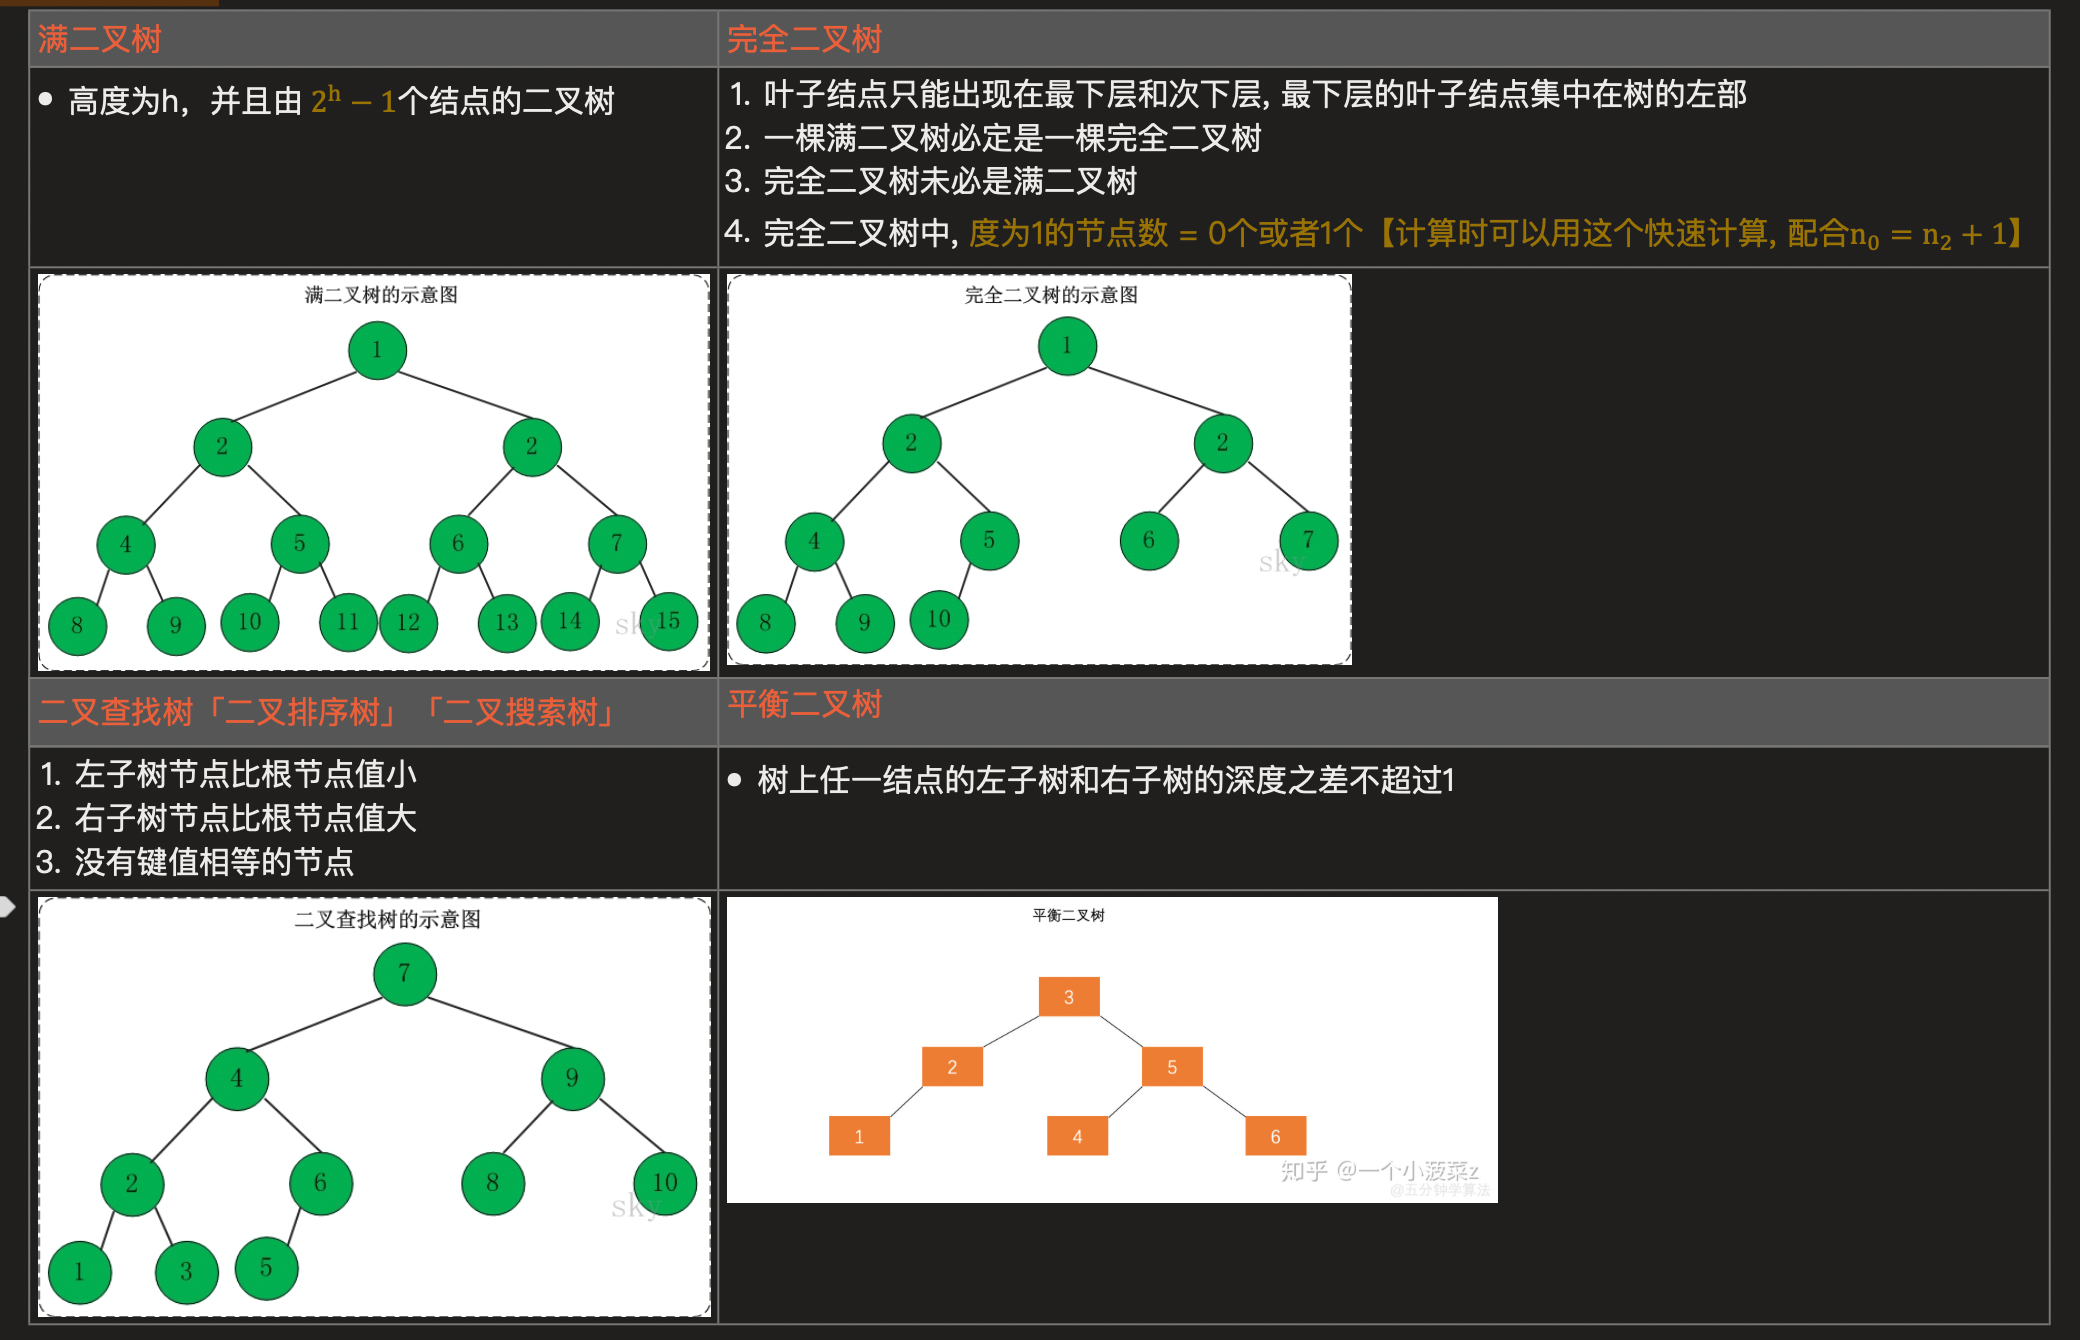 满二叉树
完全二叉树
• 高度为h，并且由 2ʰ − 1个结点的二叉树
1. 叶子结点只能出现在最下层和次下层, 最下层的叶子结点集中在树的左部
2. 一棵满二叉树必定是一棵完全二叉树
3. 完全二叉树未必是满二叉树
4. 完全二叉树中, 度为1的节点数 = 0个或者1个【计算时可以用这个快速计算, 配合n₀ = n₂ + 1】
满二叉树的示意图
1
2 2
4 5 6 7
8 9 10 11 12 13 14 15
sky
完全二叉树的示意图
1
2 2
4 5 6 7
sky
8 9 10
二叉查找树「二叉排序树」「二叉搜索树」
平衡二叉树
1. 左子树节点比根节点值小
2. 右子树节点比根节点值大
3. 没有键值相等的节点
• 树上任一结点的左子树和右子树的深度之差不超过1
二叉查找树的示意图
7
4 9
2 6 8 10
sky
1 3 5
平衡二叉树
3
2 5
1 4 6
知乎 @一个小菠菜z
@五分钟学算法